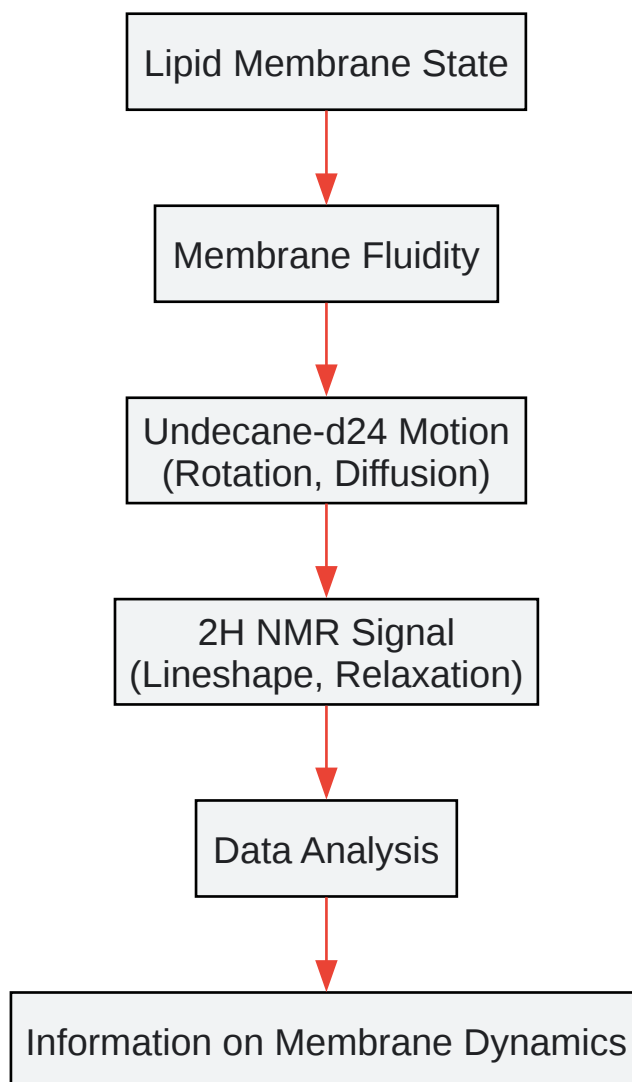 Lipid Membrane State
Membrane Fluidity
Undecane-d24 Motion
(Rotation, Diffusion)
2H NMR Signal
(Lineshape, Relaxation)
Data Analysis
Information on Membrane Dynamics